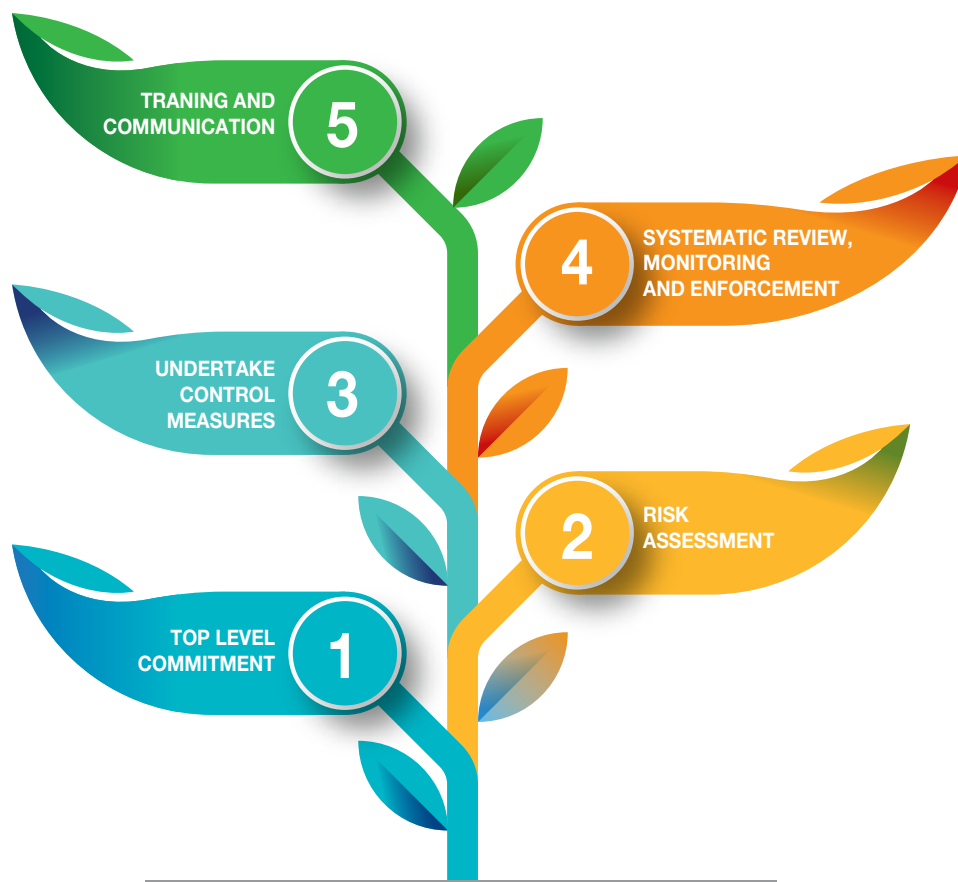 TRANING AND
COMMUNICATION
5
4
SYSTEMATIC REVIEW,
MONITORING
AND ENFORCEMENT
UNDERTAKE
CONTROL
MEASURES
3
2
RISK
ASSESSMENT
TOP LEVEL
COMMITMENT
1